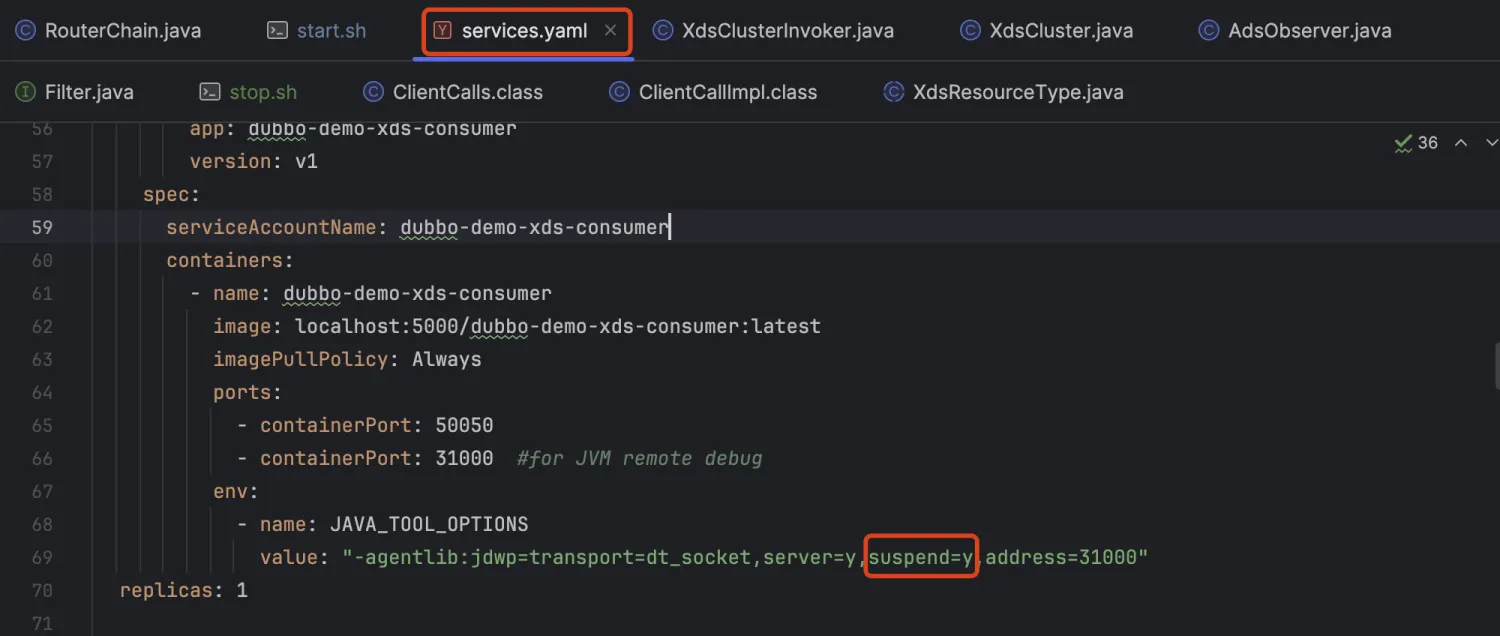 RouterChain.java start.sh services.yaml XdsClusterInvoker.java XdsCluster.java AdsObserver.java
Filter.java stop.sh ClientCalls.class ClientCallImpl.class XdsResourceType.java
56 app: dubbo-demo-xds-consumer
36
57 version: v1
58 spec:
59 serviceAccountName: dubbo-demo-xds-consumer
60 containers:
61 - name: dubbo-demo-xds-consumer
62 image: localhost:5000/dubbo-demo-xds-consumer:latest
63 imagePullPolicy: Always
64 ports:
65 - containerPort: 50050
66 - containerPort: 31000 #for JVM remote debug
67 env:
68 - name: JAVA_TOOL_OPTIONS
69 value: "-agentlib:jdwp=transport=dt_socket,server=y,suspend=y,address=31000"
70 replicas: 1
71